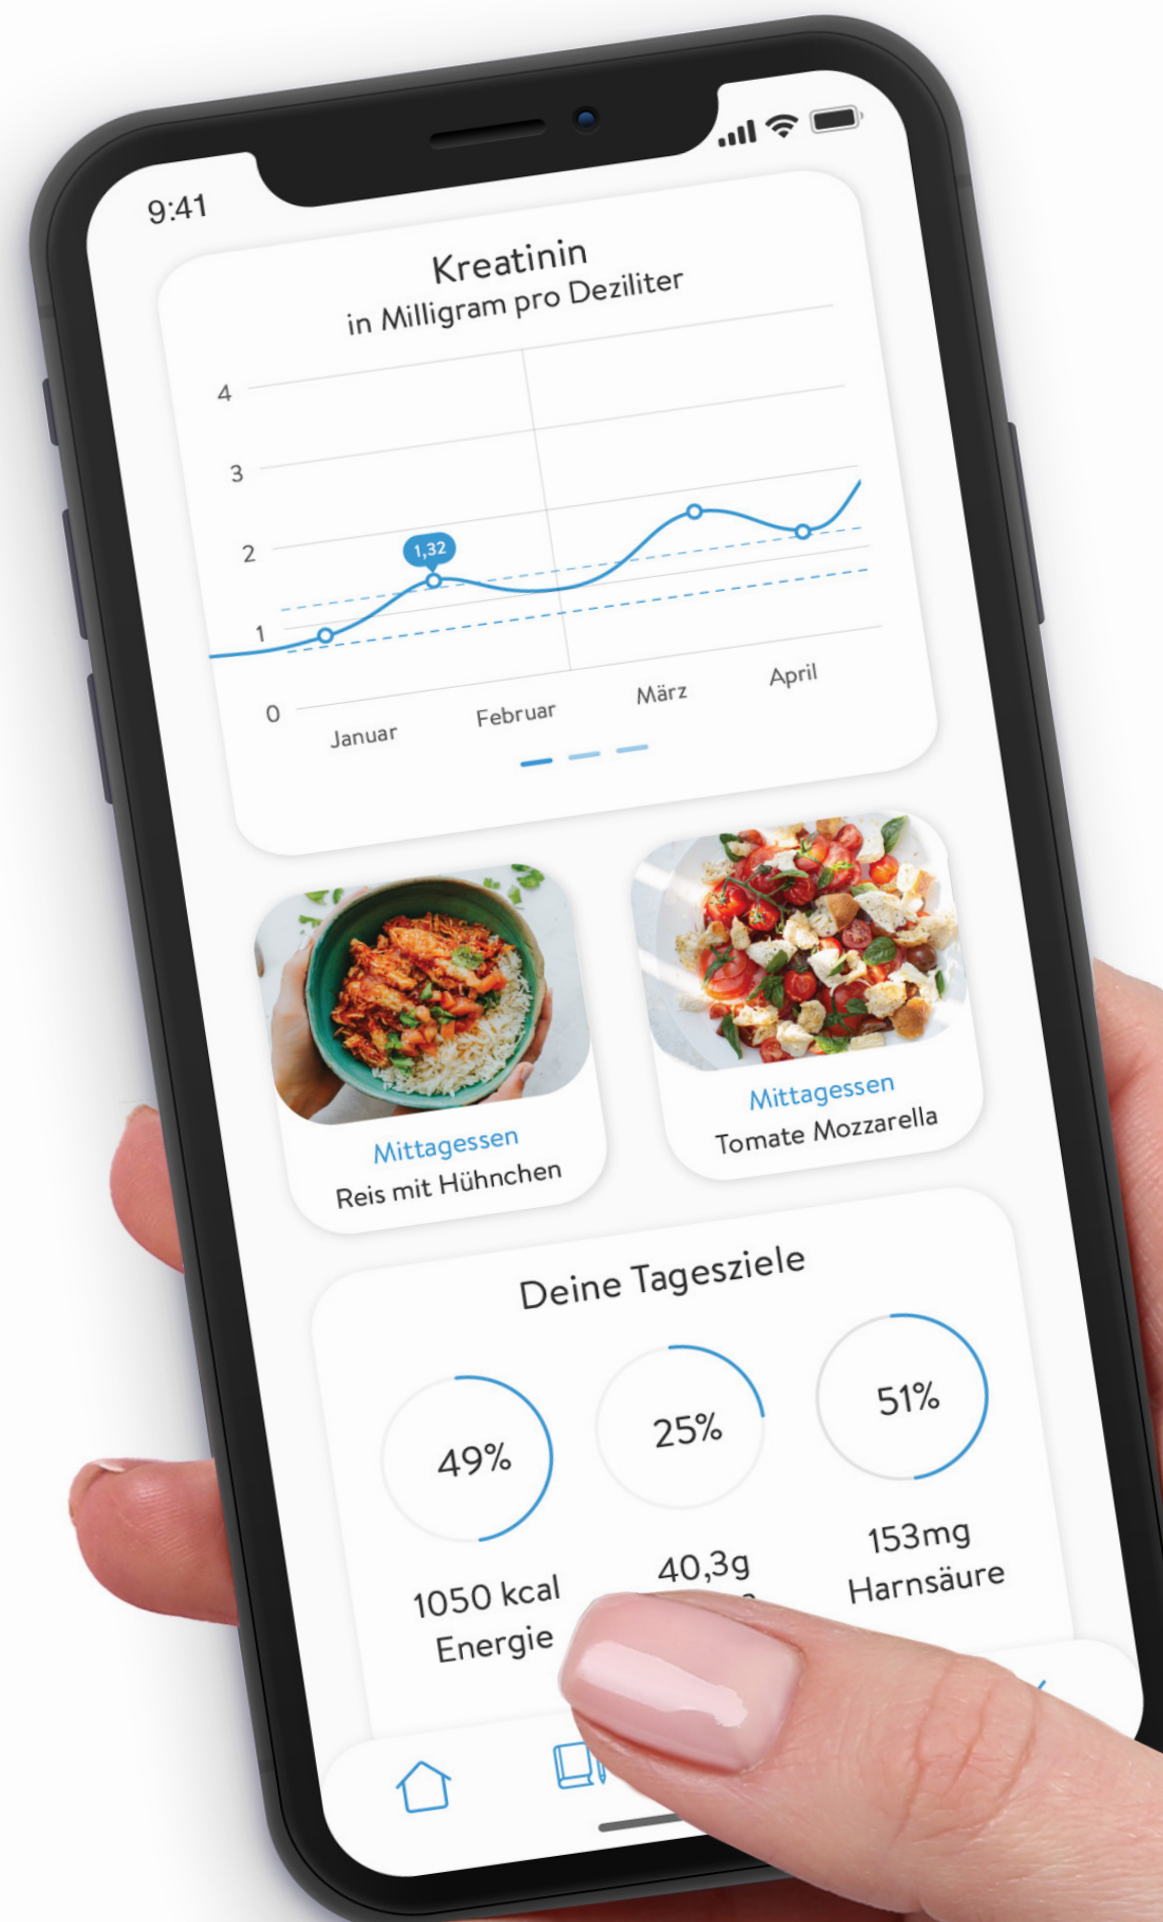 9:41
Kreatinin
in Milligram pro Deziliter
4
3
2
1,32
1
0
Januar
Februar
März
April
Mittagessen
Reis mit Hühnchen
Mittagessen
Tomate Mozzarella
Deine Tagesziele
49%
25%
51%
1050 kcal
Energie
40,3g
153mg
Harnsäure